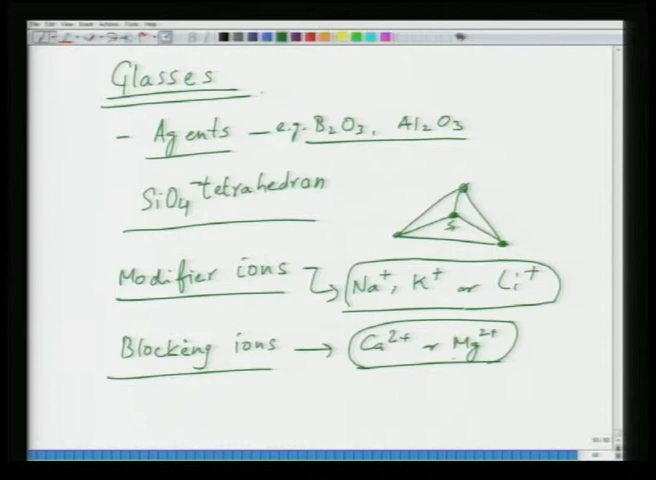 Glasses
- Agents - e.g. B2O3, Al2O3
SiO4 - tetrahedron
Si
Modifier ions → Na+, K+ or Li+
Blocking ions → Ca2+ or Mg2+